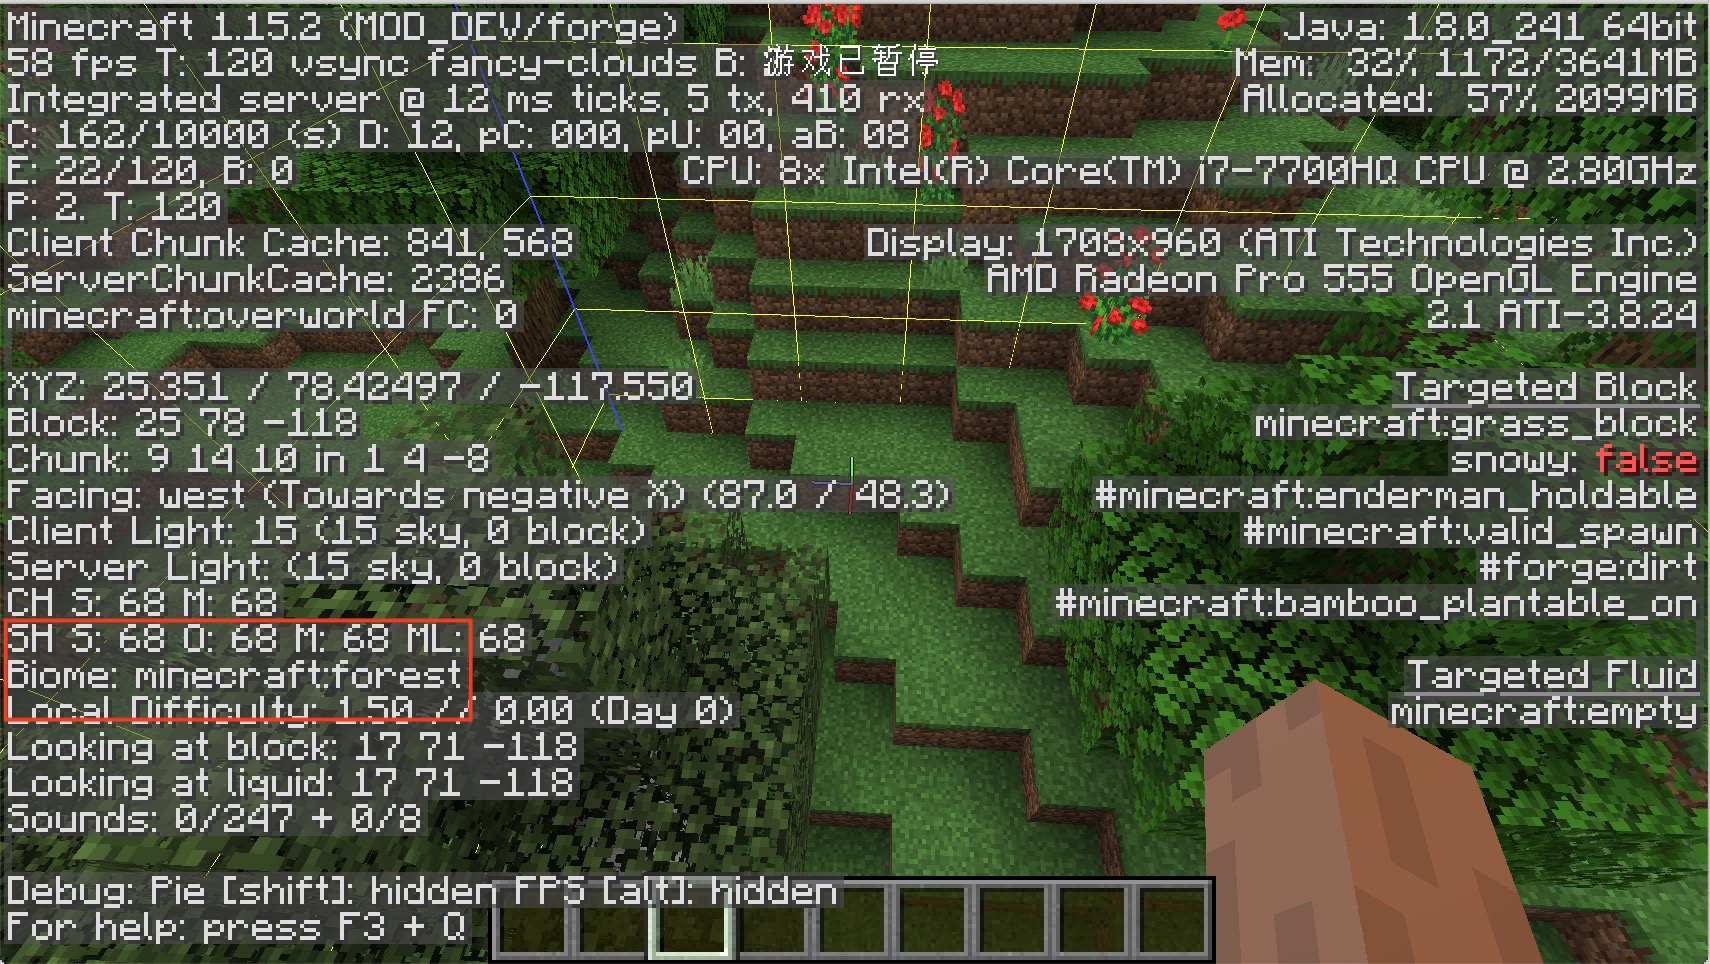 Minecraft 1.15.2 (MOD_DEV/forge)
58 fps T: 120 vsync fancy-clouds B:
游戏已暂停
Integrated server @ 12 ms ticks, 5 tx, 410 rx
C: 162/10000 (s) D: 12, pC: 000, pU: 00, aB: 08
E: 22/120, B: 0
P: 2. T: 120
Client Chunk Cache: 841, 568
ServerChunkCache: 2386
minecraft:overworld FC: 0
XYZ: 25.351 / 78.42497 / -117.550
Block: 25 78 -118
Chunk: 9 14 10 in 1 4 -8
Facing: west (Towards negative X) (87.0 / 48.3)
Client Light: 15 (15 sky, 0 block)
Server Light: (15 sky, 0 block)
CH S: 68 M: 68
SH S: 68 O: 68 M: 68 ML: 68
Biome: minecraft:forest
Local Difficulty: 1.50 // 0.00 (Day 0)
Looking at block: 17 71 -118
Looking at liquid: 17 71 -118
Sounds: 0/247 + 0/8
Debug: Pie [shift]: hidden FPS [alt]: hidden
For help: press F3 + Q
Java: 1.8.0_241 64bit
Mem: 32% 1172/3641MB
Allocated: 57% 2099MB
CPU: 8x Intel(R) Core(TM) i7-7700HQ CPU @ 2.80GHz
Display: 1708x960 (ATI Technologies Inc.)
AMD Radeon Pro 555 OpenGL Engine
2.1 ATI-3.8.24
Targeted Block
minecraft:grass_block
snowy: false
#minecraft:enderman_holdable
#minecraft:valid_spawn
#forge:dirt
#minecraft:bamboo_plantable_on
Targeted Fluid
minecraft:empty